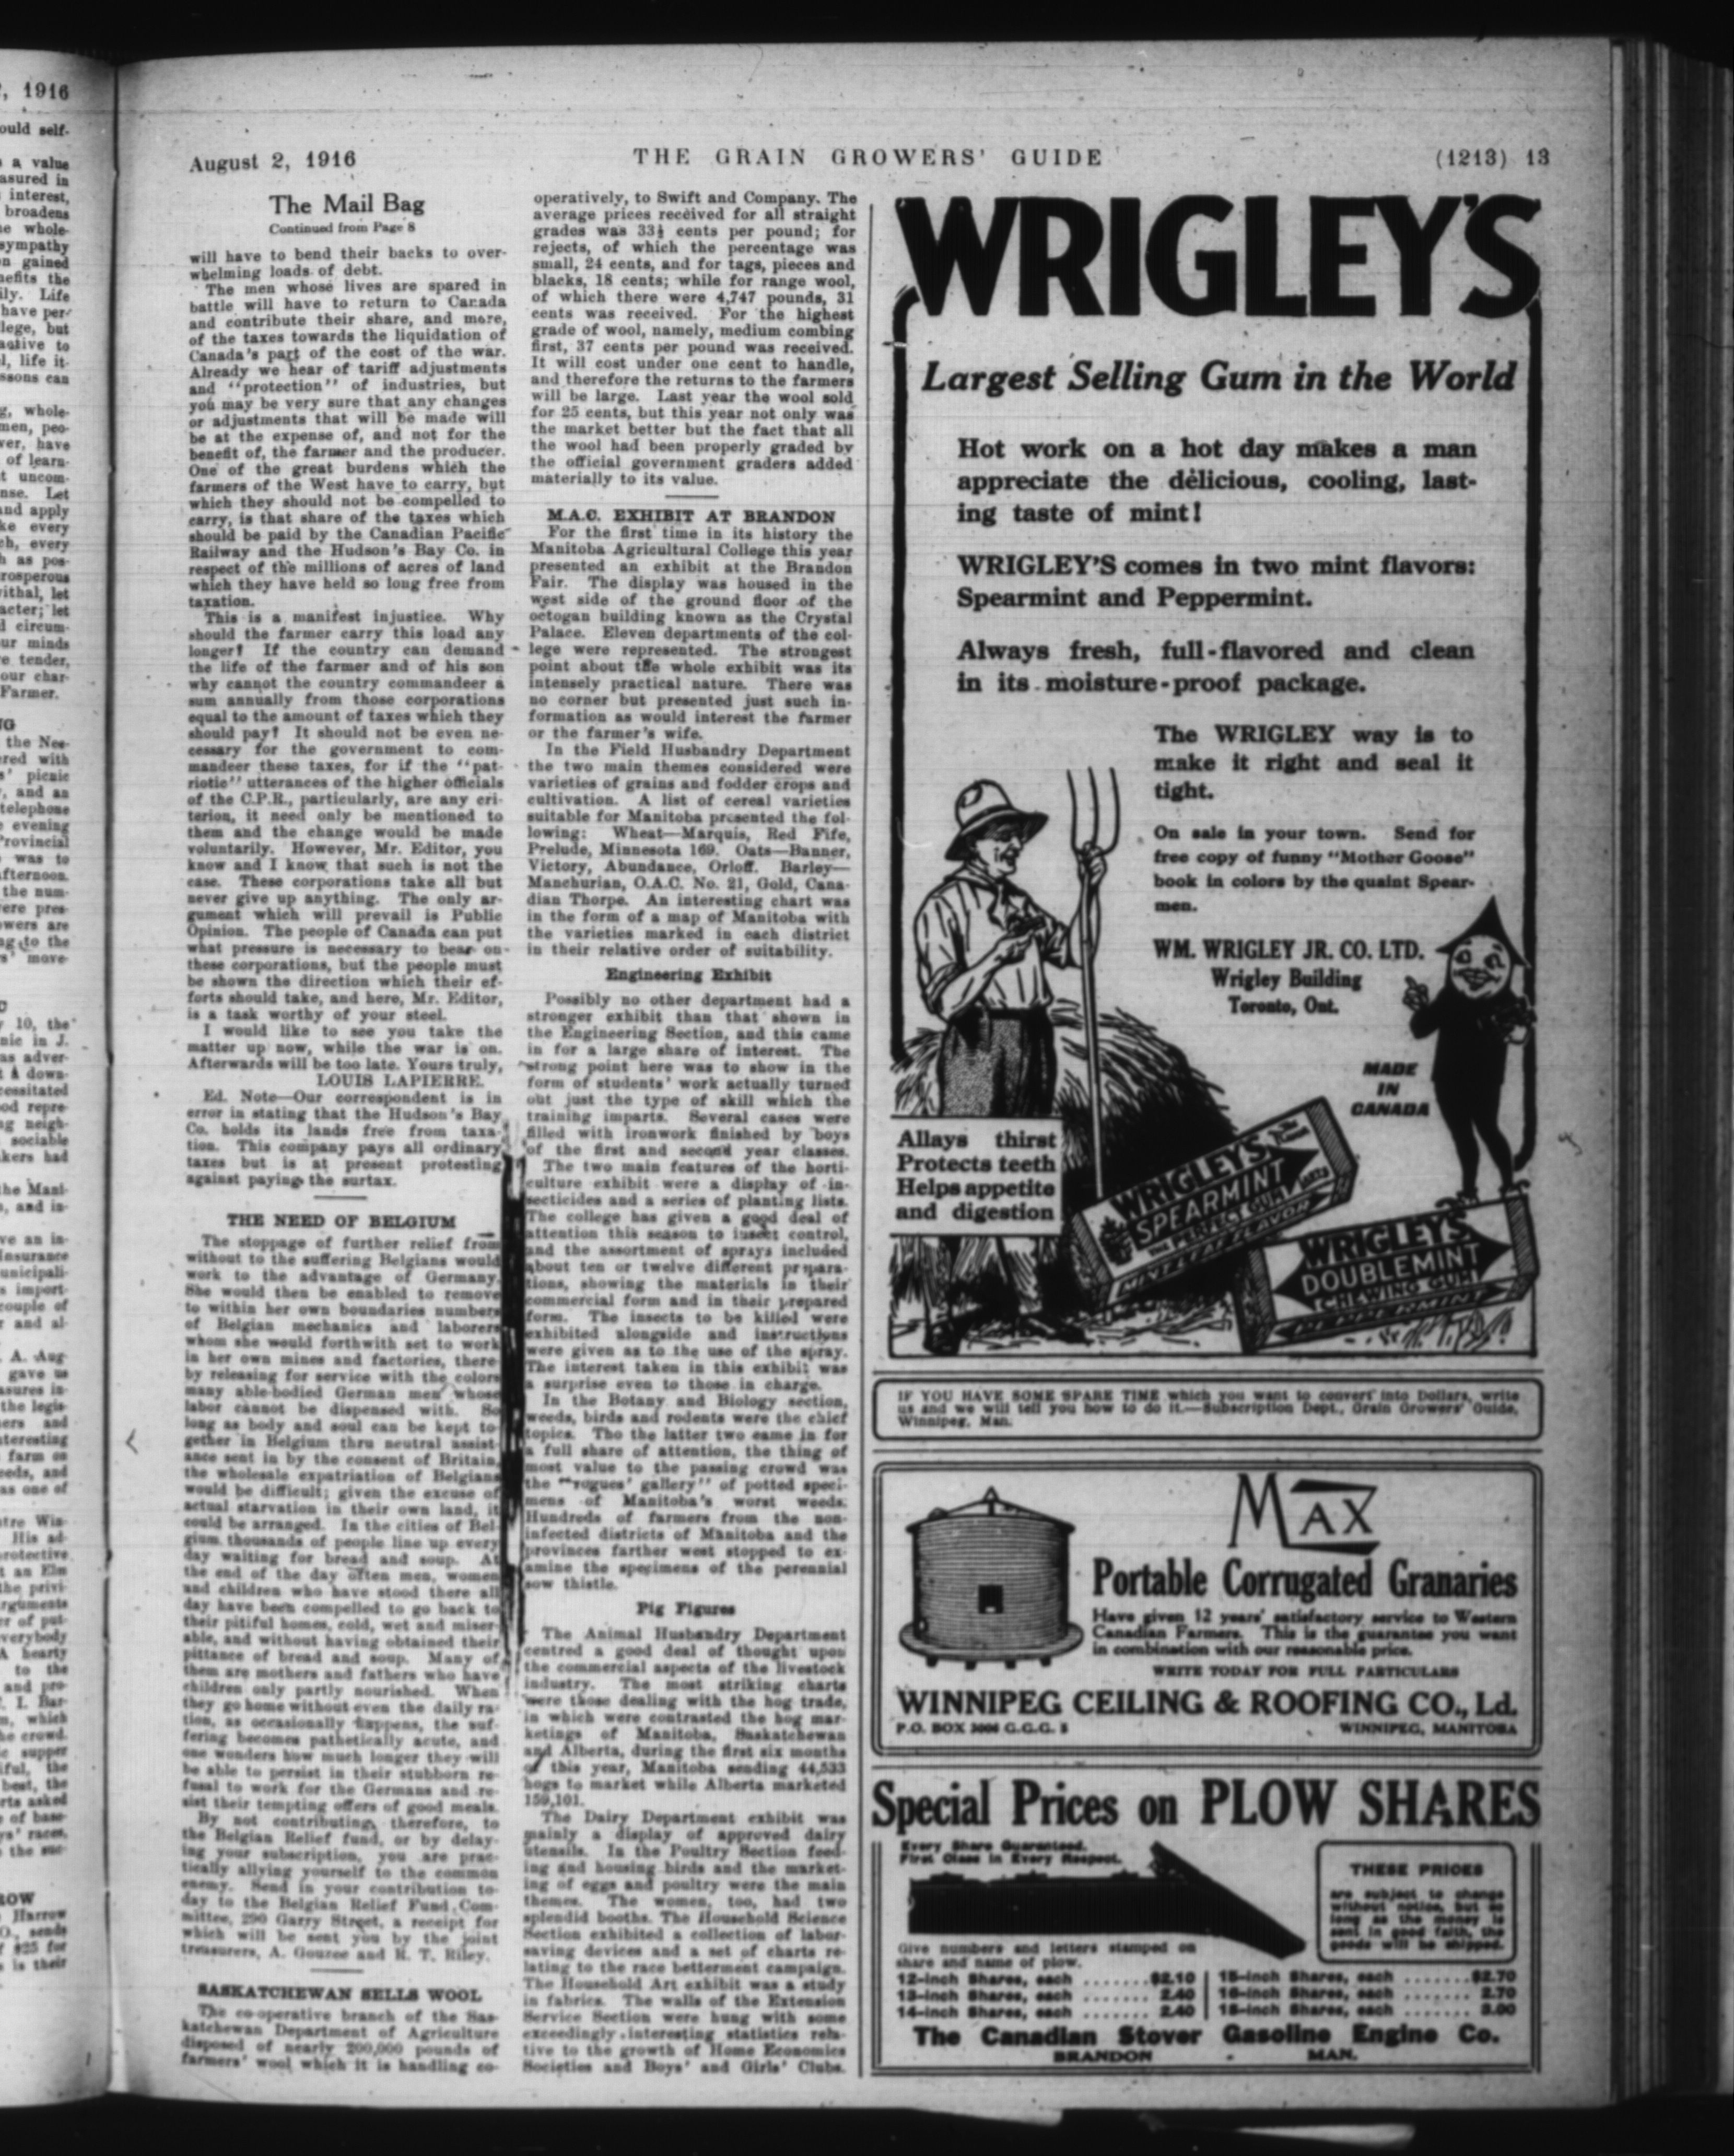 August 2, 1916
THE GRAIN GROWERS' GUIDE
(1213) 13
The Mail Bag
Continued from Page 8
will have to bend their backs to over-
whelming loads of debt.
The men whose lives are spared in
battle will have to return to Canada
and contribute their share, and more,
of the taxes towards the liquidation of
Canada's part of the cost of the war.
Already we hear of tariff adjustments
and "protection" of industries, but
you may be very sure that any changes
or adjustments that will be made will
be at the expense of, and not for the
benefit of, the farmer and the producer.
One of the great burdens which the
farmers of the West have to carry, but
which they should not be compelled to
carry, is that share of the taxes which
should be paid by the Canadian Pacific
Railway and the Hudson's Bay Co. in
respect of the millions of acres of land
which they have held so long free from
taxation.
This is a manifest injustice. Why
should the farmer carry this load any
longer? If the country can demand
the life of the farmer and of his son
why cannot the country commandeer a
sum annually from those corporations
equal to the amount of taxes which they
should pay? It should not be even ne-
cessary for the government to com-
mandeer these taxes, for if the "pat-
riotic" utterances of the higher officials
of the C.P.R., particularly, are any cri-
terion, it need only be mentioned to
them and the change would be made
voluntarily. However, Mr. Editor, you
know and I know that such is not the
case. These corporations take all but
never give up anything. The only ar-
gument which will prevail is Public
Opinion. The people of Canada can put
what pressure is necessary to bear on
these corporations, but the people must
be shown the direction which their ef-
forts should take, and here, Mr. Editor,
is a task worthy of your steel.
I would like to see you take the
matter up now, while the war is on.
Afterwards will be too late. Yours truly,
LOUIS LAPIERRE.
Ed. Note—Our correspondent is in
error in stating that the Hudson's Bay
Co. holds its lands free from taxa-
tion. This company pays all ordinary
taxes but is at present protesting
against paying the surtax.
THE NEED OF BELGIUM
The stoppage of further relief from
without to the suffering Belgians would
work to the advantage of Germany.
She would then be enabled to remove
to within her own boundaries numbers
of Belgian mechanics and laborers
whom she would forthwith set to work
in her own mines and factories, there-
by releasing for service with the colors
many able-bodied German men whose
labor cannot be dispensed with. So
long as body and soul can be kept to-
gether in Belgium thru neutral assist-
ance sent in by the consent of Britain,
the wholesale expatriation of Belgians
would be difficult; given the excuse of
actual starvation in their own land, it
could be arranged. In the cities of Bel-
gium thousands of people line up every
day waiting for bread and soup. At
the end of the day often men, women
and children who have stood there all
day have been compelled to go back to
their pitiful homes, cold, wet and miser-
able, and without having obtained their
pittance of bread and soup. Many of
them are mothers and fathers who have
children only partly nourished. When
they go home without even the daily ra-
tion, as occasionally happens, the suf-
fering becomes pathetically acute, and
one wonders how much longer they will
be able to persist in their stubborn re-
fusal to work for the Germans and re-
sist their tempting offers of good meals.
By not contributing, therefore, to
the Belgian Relief fund, or by delay-
ing your subscription, you are prac-
tically allying yourself to the common
enemy. Send in your contribution to-
day to the Belgian Relief Fund Com-
mittee, 290 Garry Street, a receipt for
which will be sent you by the joint
treasurers, A. Gouzee and R. T. Riley.
SASKATCHEWAN SELLS WOOL
The co-operative branch of the Sas-
katchewan Department of Agriculture
disposed of nearly 200,000 pounds of
farmers' wool which it is handling co-
operatively, to Swift and Company. The
average prices received for all straight
grades was 33½ cents per pound; for
rejects, of which the percentage was
small, 24 cents, and for tags, pieces and
blacks, 18 cents; while for range wool,
of which there were 4,747 pounds, 31
cents was received. For the highest
grade of wool, namely, medium combing
first, 37 cents per pound was received.
It will cost under one cent to handle,
and therefore the returns to the farmers
will be large. Last year the wool sold
for 25 cents, but this year not only was
the market better but the fact that all
the wool had been properly graded by
the official government graders added
materially to its value.
M.A.C. EXHIBIT AT BRANDON
For the first time in its history the
Manitoba Agricultural College this year
presented an exhibit at the Brandon
Fair. The display was housed in the
west side of the ground floor of the
octogan building known as the Crystal
Palace. Eleven departments of the col-
lege were represented. The strongest
point about the whole exhibit was its
intensely practical nature. There was
no corner but presented just such in-
formation as would interest the farmer
or the farmer's wife.
In the Field Husbandry Department
the two main themes considered were
varieties of grains and fodder crops and
cultivation. A list of cereal varieties
suitable for Manitoba presented the fol-
lowing: Wheat—Marquis, Red Fife,
Prelude, Minnesota 169. Oats—Banner,
Victory, Abundance, Orloff. Barley—
Manchurian, O.A.C. No. 21, Gold, Cana-
dian Thorpe. An interesting chart was
in the form of a map of Manitoba with
the varieties marked in each district
in their relative order of suitability.
Engineering Exhibit
Possibly no other department had a
stronger exhibit than that shown in
the Engineering Section, and this came
in for a large share of interest. The
strong point here was to show in the
form of students' work actually turned
out just the type of skill which the
training imparts. Several cases were
filled with ironwork finished by boys
of the first and second year classes.
The two main features of the horti-
culture exhibit were a display of in-
secticides and a series of planting lists.
The college has given a good deal of
attention this season to insect control,
and the assortment of sprays included
about ten or twelve different prepara-
tions, showing the materials in their
commercial form and in their prepared
form. The insects to be killed were
exhibited alongside and instructions
were given as to the use of the spray.
The interest taken in this exhibit was
a surprise even to those in charge.
In the Botany and Biology section,
weeds, birds and rodents were the chief
topics. Tho the latter two came in for
a full share of attention, the thing of
most value to the passing crowd was
the "rogues' gallery" of potted speci-
mens of Manitoba's worst weeds.
Hundreds of farmers from the non-
infected districts of Manitoba and the
provinces farther west stopped to ex-
amine the specimens of the perennial
sow thistle.
Pig Figures
The Animal Husbandry Department
centred a good deal of thought upon
the commercial aspects of the livestock
industry. The most striking charts
were those dealing with the hog trade,
in which were contrasted the hog mar-
ketings of Manitoba, Saskatchewan
and Alberta, during the first six months
of this year, Manitoba sending 44,533
hogs to market while Alberta marketed
159,101.
The Dairy Department exhibit was
mainly a display of approved dairy
utensils. In the Poultry Section feed-
ing and housing birds and the market-
ing of eggs and poultry were the main
themes. The women, too, had two
splendid booths. The Household Science
Section exhibited a collection of labor-
saving devices and a set of charts re-
lating to the race betterment campaign.
The Household Art exhibit was a study
in fabrics. The walls of the Extension
Service Section were hung with some
exceedingly interesting statistics rela-
tive to the growth of Home Economics
Societies and Boys' and Girls' Clubs.
WRIGLEY'S
Largest Selling Gum in the World
Hot work on a hot day makes a man
appreciate the delicious, cooling, last-
ing taste of mint!
WRIGLEY'S comes in two mint flavors:
Spearmint and Peppermint.
Always fresh, full-flavored and clean
in its moisture-proof package.
The WRIGLEY way is to
make it right and seal it
tight.
On sale in your town. Send for
free copy of funny "Mother Goose"
book in colors by the quaint Spear-
men.
WM. WRIGLEY JR. CO. LTD.
Wrigley Building
Toronto, Ont.
MADE
IN
CANADA
Allays thirst
Protects teeth
Helps appetite
and digestion
WRIGLEY'S
SPEARMINT
THE PERFECT GUM
MINT LEAF FLAVOR
WRIGLEY'S
DOUBLEMINT
CHEWING GUM
PEPPERMINT
IF YOU HAVE SOME SPARE TIME which you want to convert into Dollars, write
us and we will tell you how to do it.—Subscription Dept., Grain Growers' Guide,
Winnipeg, Man.
MAX
Portable Corrugated Granaries
Have given 12 years' satisfactory service to Western
Canadian Farmers. This is the guarantee you want
in combination with our reasonable price.
WRITE TODAY FOR FULL PARTICULARS
WINNIPEG CEILING & ROOFING CO., Ld.
P.O. BOX 3006 G.G.G. 5
WINNIPEG, MANITOBA
Special Prices on PLOW SHARES
Every Share Guaranteed.
First Class in Every Respect.
THESE PRICES
are subject to change
without notice, but so
long as the money is
sent in good faith, the
goods will be shipped.
Give numbers and letters stamped on
share and name of plow.
12-inch Shares, each .......$2.10
13-inch Shares, each ....... 2.40
14-inch Shares, each ....... 2.40
15-inch Shares, each .......$2.70
16-inch Shares, each ....... 2.70
18-inch Shares, each ....... 3.00
The Canadian Stover Gasoline Engine Co.
BRANDON - MAN.